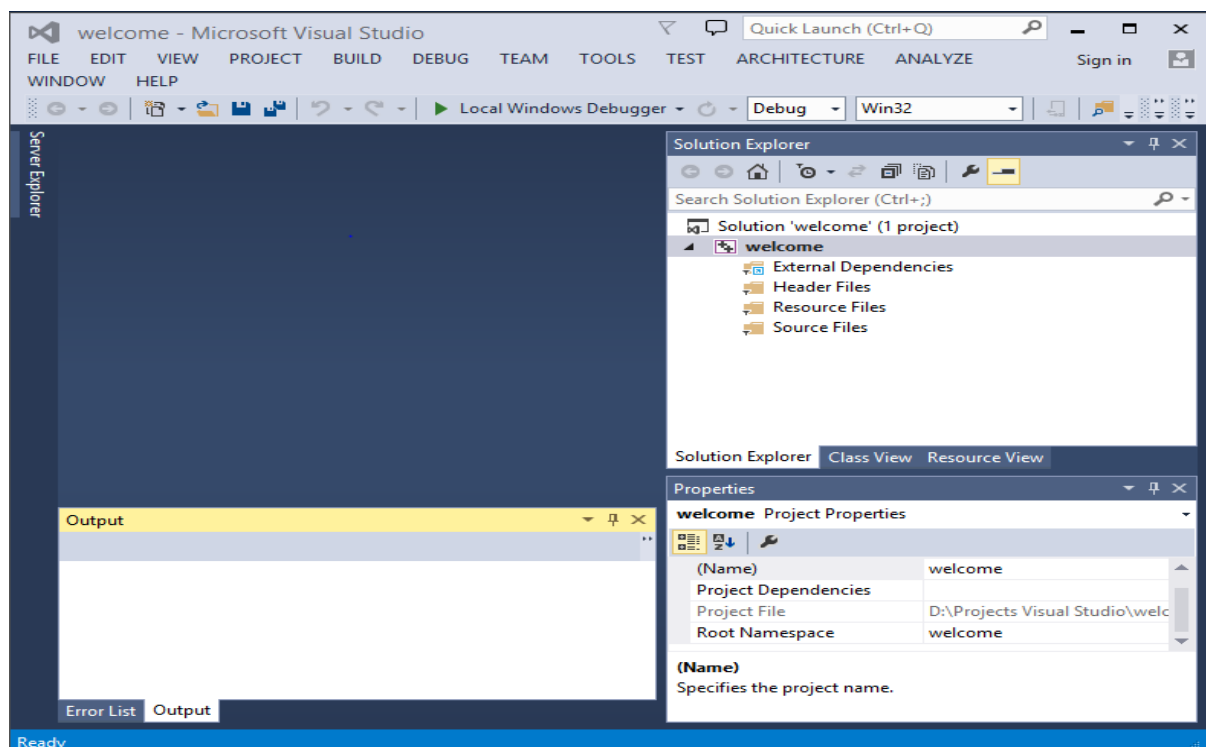 welcome - Microsoft Visual Studio
Quick Launch (Ctrl+Q)
FILE EDIT VIEW PROJECT BUILD DEBUG TEAM TOOLS TEST ARCHITECTURE ANALYZE Sign in
WINDOW HELP
Local Windows Debugger Debug Win32
Server Explorer
Solution Explorer
Search Solution Explorer (Ctrl+;)
Solution 'welcome' (1 project)
welcome
External Dependencies
Header Files
Resource Files
Source Files
Solution Explorer Class View Resource View
Output
Error List Output
Properties
welcome Project Properties
(Name) welcome
Project Dependencies
Project File D:\Projects Visual Studio\welc
Root Namespace welcome
(Name)
Specifies the project name.
Ready